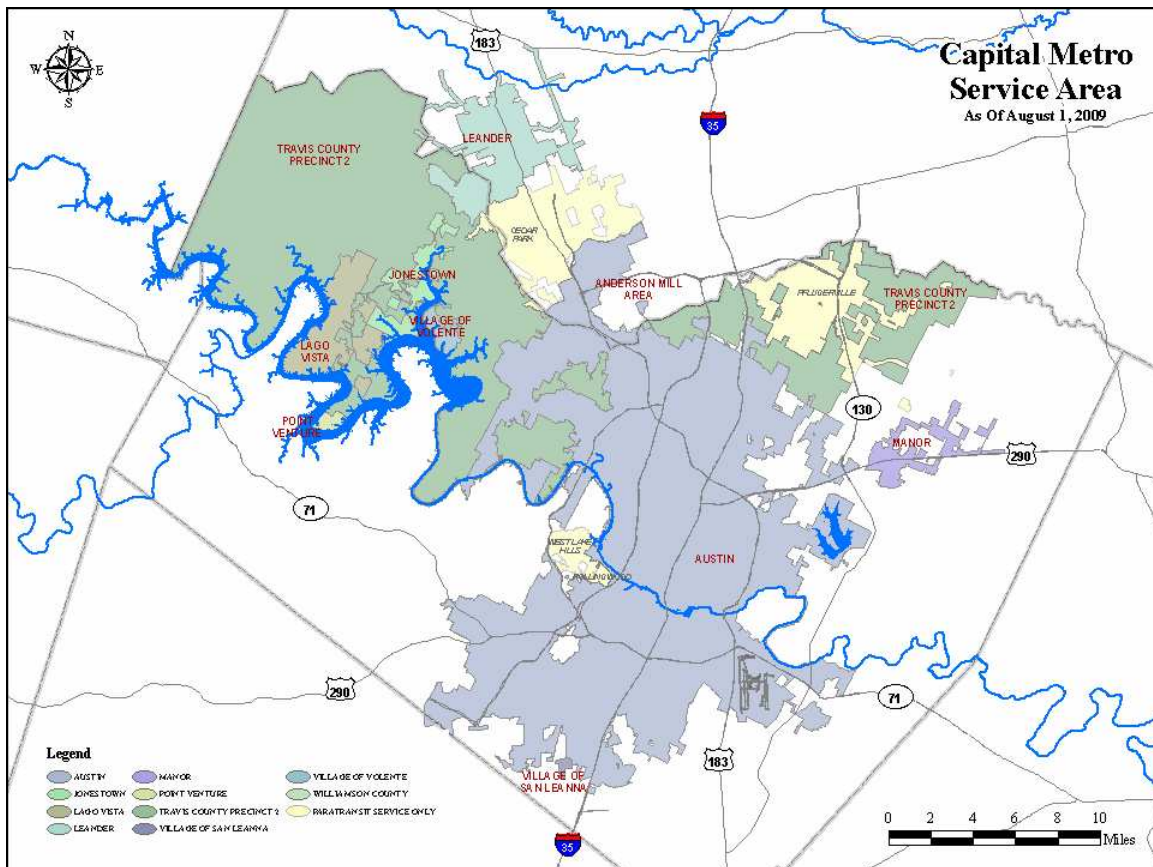 Capital Metro
Service Area
As Of August 1, 2009
N
W E
S
183
35
LEANDER
TRAVIS COUNTY
PRECINCT 2
CEDAR
PARK
JONESTOWN
ANDERSON MILL
AREA
PFLUGERVILLE
TRAVIS COUNTY
PRECINCT 2
VILLAGE OF
VOLENTE
LAGO
VISTA
POINT
VENTURE
130
MANOR
290
71
WESTLAKE
HILLS
ROLLINGWOOD
AUSTIN
290
71
183
VILLAGE OF
SAN LEANNA
35
Legend
AUSTIN
JONESTOWN
LAGO VISTA
LEANDER
MANOR
POINT VENTURE
TRAVIS COUNTY PRECINCT 2
VILLAGE OF SAN LEANNA
VILLAGE OF VOLENTE
WILLIAMSON COUNTY
PARATRANSIT SERVICE ONLY
0 2 4 6 8 10
Miles